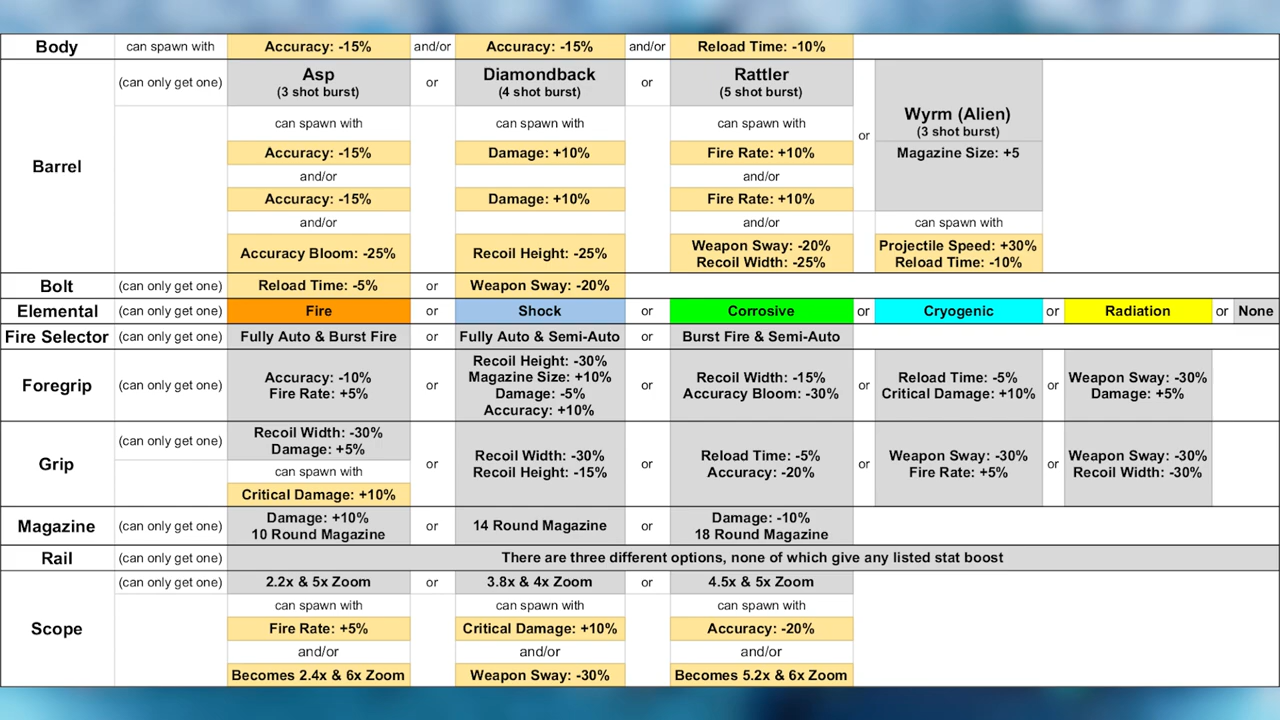 Body can spawn with Accuracy: -15% and/or Accuracy: -15% and/or Reload Time: -10%
Barrel
(can only get one) Asp or Diamondback or Rattler
(3 shot burst) (4 shot burst) (5 shot burst)
or
Wyrm (Alien)
(3 shot burst)
can spawn with can spawn with can spawn with
Accuracy: -15% Damage: +10% Fire Rate: +10% Magazine Size: +5
and/or and/or
Accuracy: -15% Damage: +10% Fire Rate: +10%
and/or and/or can spawn with
Accuracy Bloom: -25% Recoil Height: -25% Weapon Sway: -20% Projectile Speed: +30%
Recoil Width: -25% Reload Time: -10%
Bolt (can only get one) Reload Time: -5% or Weapon Sway: -20%
Elemental (can only get one) Fire or Shock or Corrosive or Cryogenic or Radiation or None
Fire Selector (can only get one) Fully Auto & Burst Fire or Fully Auto & Semi-Auto or Burst Fire & Semi-Auto
Foregrip (can only get one)
Accuracy: -10%
Fire Rate: +5%
or
Recoil Height: -30%
Magazine Size: +10%
Damage: -5%
Accuracy: +10%
or
Recoil Width: -15%
Accuracy Bloom: -30%
or
Reload Time: -5%
Critical Damage: +10%
or
Weapon Sway: -30%
Damage: +5%
Grip
(can only get one)
Recoil Width: -30%
Damage: +5%
can spawn with
Critical Damage: +10%
or
Recoil Width: -30%
Recoil Height: -15%
or
Reload Time: -5%
Accuracy: -20%
or
Weapon Sway: -30%
Fire Rate: +5%
or
Weapon Sway: -30%
Recoil Width: -30%
Magazine (can only get one)
Damage: +10%
10 Round Magazine
or
14 Round Magazine
or
Damage: -10%
18 Round Magazine
Rail (can only get one) There are three different options, none of which give any listed stat boost
Scope
(can only get one) 2.2x & 5x Zoom or 3.8x & 4x Zoom or 4.5x & 5x Zoom
can spawn with can spawn with can spawn with
Fire Rate: +5% Critical Damage: +10% Accuracy: -20%
and/or and/or and/or
Becomes 2.4x & 6x Zoom Weapon Sway: -30% Becomes 5.2x & 6x Zoom